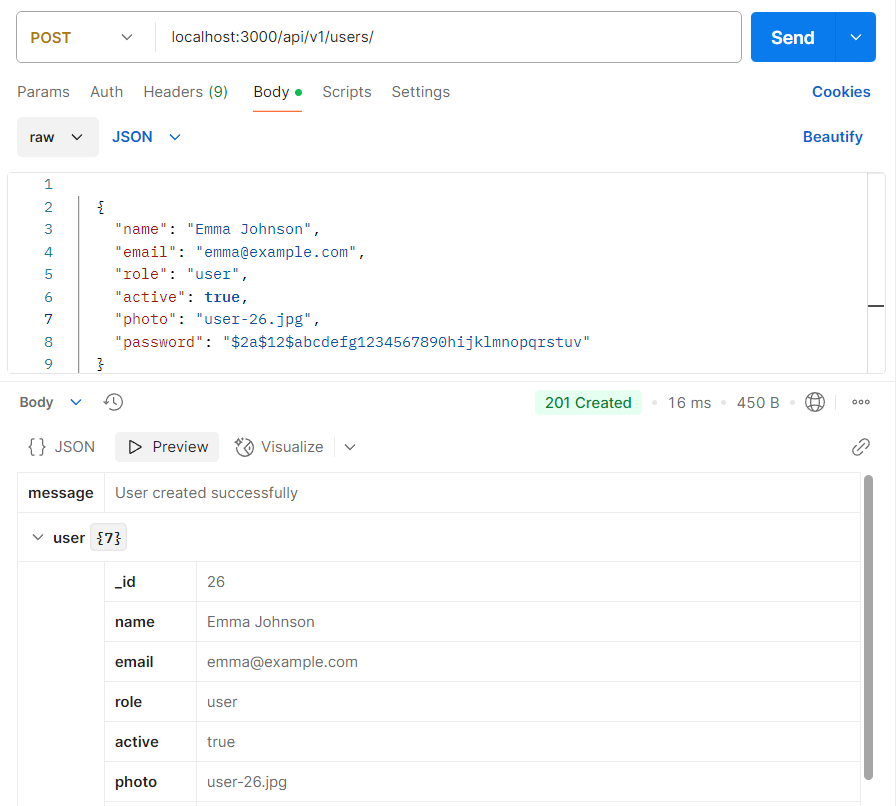 POST localhost:3000/api/v1/users/ Send
Params Auth Headers (9) Body Scripts Settings Cookies
raw JSON Beautify
1
2 {
3 "name": "Emma Johnson",
4 "email": "emma@example.com",
5 "role": "user",
6 "active": true,
7 "photo": "user-26.jpg",
8 "password": "$2a$12$abcdefg1234567890hijklmnopqrstuv"
9 }
Body 201 Created 16 ms 450 B
{} JSON Preview Visualize
message User created successfully
user {7}
_id 26
name Emma Johnson
email emma@example.com
role user
active true
photo user-26.jpg